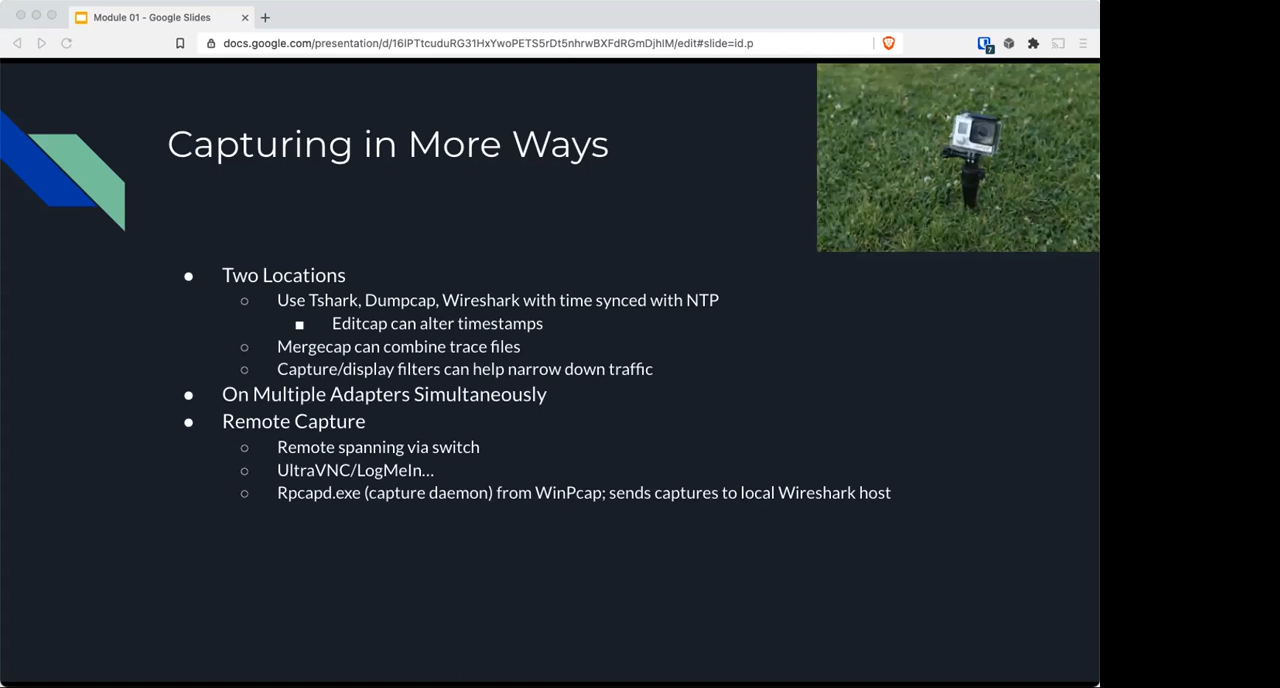 Module 01 - Google Slides
docs.google.com/presentation/d/16lPTtcuduRG31HxYwoPETS5rDt5nhrwBXFdRGmDjhIM/edit#slide=id.p
7
Capturing in More Ways
● Two Locations
○ Use Tshark, Dumpcap, Wireshark with time synced with NTP
■ Editcap can alter timestamps
○ Mergecap can combine trace files
○ Capture/display filters can help narrow down traffic
● On Multiple Adapters Simultaneously
● Remote Capture
○ Remote spanning via switch
○ UltraVNC/LogMeIn...
○ Rpcapd.exe (capture daemon) from WinPcap; sends captures to local Wireshark host